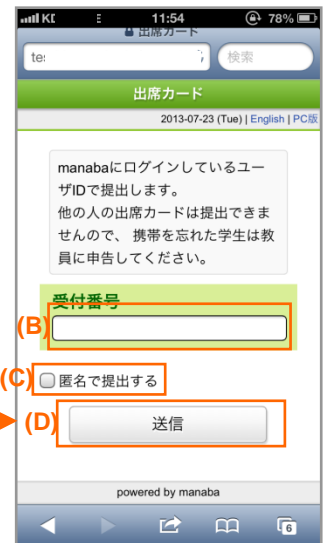 11:54
78%
出席カード
検索
出席カード
2013-07-23 (Tue) | English | PC版
manabaにログインしているユー
ザIDで提出します。
他の人の出席カードは提出できま
せんので、 携帯を忘れた学生は教
員に申告してください。
受付番号
(B)
(C) 匿名で提出する
(D) 送信
powered by manaba
6